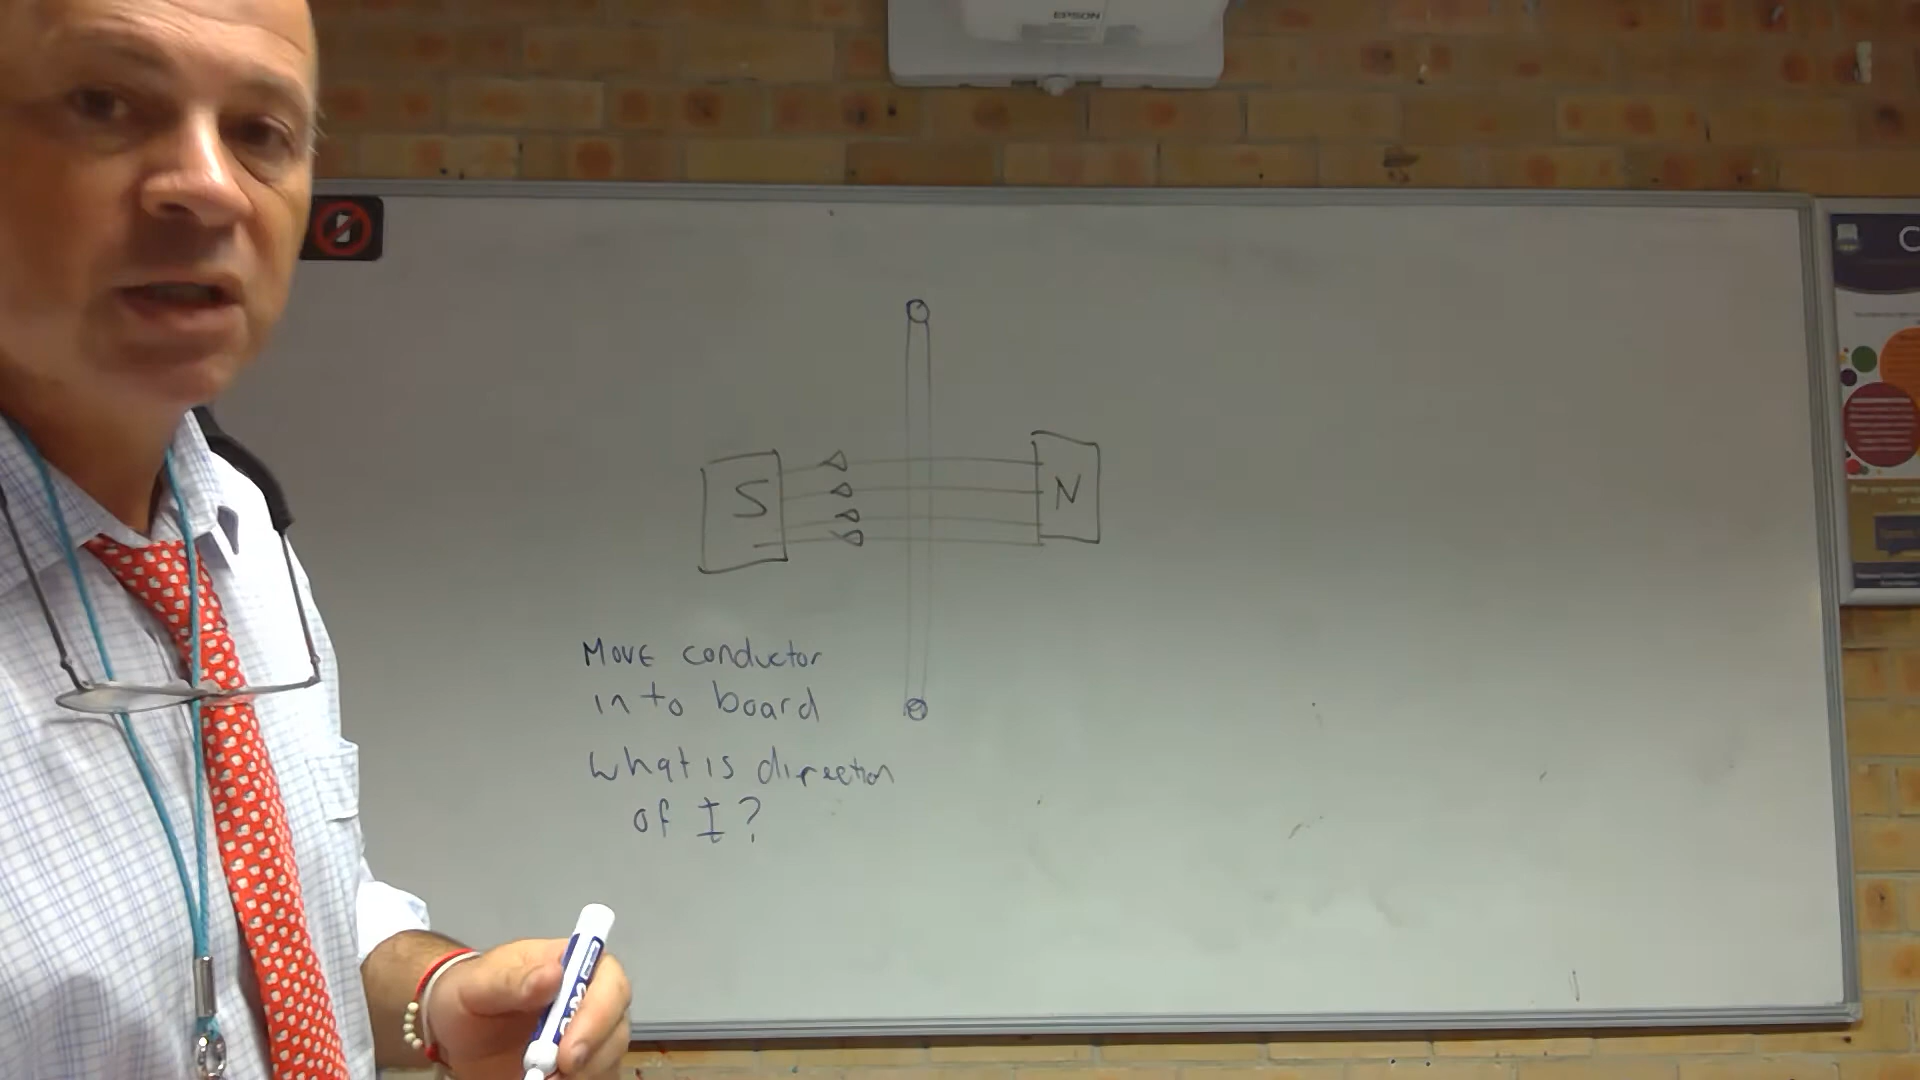 EPSON
C
S
N
Move conductor
into board
What is direction
of I?